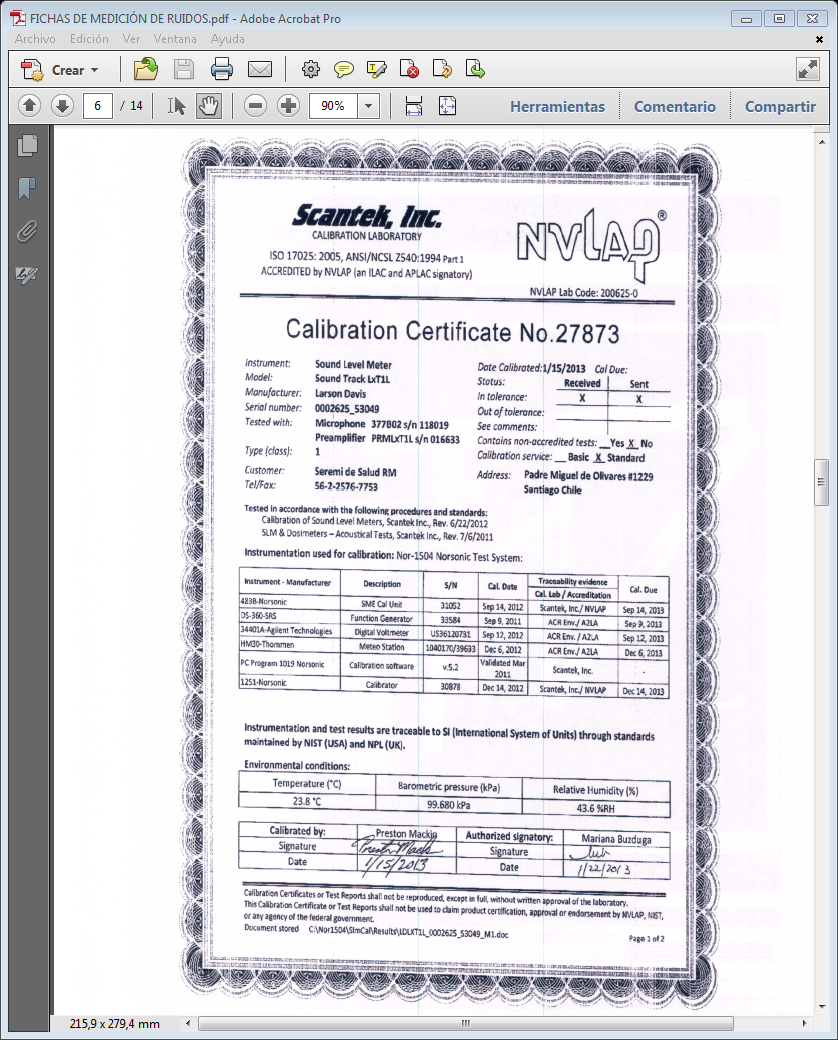 FICHAS DE MEDICIÓN DE RUIDOS.pdf - Adobe Acrobat Pro
Archivo Edición Ver Ventana Ayuda
Crear
6 / 14 90% Herramientas Comentario Compartir
Scantek, Inc.
CALIBRATION LABORATORY
ISO 17025: 2005, ANSI/NCSL Z540:1994 Part 1
ACCREDITED by NVLAP (an ILAC and APLAC signatory)
NVLAP®
NVLAP Lab Code: 200625-0
Calibration Certificate No.27873
Instrument: Sound Level Meter
Model: Sound Track LxT1L
Manufacturer: Larson Davis
Serial number: 0002625_53049
Tested with: Microphone 377B02 s/n 118019
Preamplifier PRMLxT1L s/n 016633
Type (class): 1
Customer: Seremi de Salud RM
Tel/Fax: 56-2-2576-7753
Date Calibrated:1/15/2013 Cal Due:
Status: Received Sent
In tolerance: X X
Out of tolerance:
See comments:
Contains non-accredited tests: __Yes X No
Calibration service: __ Basic X Standard
Address: Padre Miguel de Olivares #1229
Santiago Chile
Tested in accordance with the following procedures and standards:
Calibration of Sound Level Meters, Scantek Inc., Rev. 6/22/2012
SLM & Dosimeters – Acoustical Tests, Scantek Inc., Rev. 7/6/2011
Instrumentation used for calibration: Nor-1504 Norsonic Test System:
Instrument - Manufacturer Description S/N Cal. Date Traceability evidence Cal. Due
Cal. Lab / Accreditation
483B-Norsonic SME Cal Unit 31052 Sep 14, 2012 Scantek, Inc./ NVLAP Sep 14, 2013
DS-360-SRS Function Generator 33584 Sep 9, 2011 ACR Env./ A2LA Sep 9, 2013
34401A-Agilent Technologies Digital Voltmeter US36120731 Sep 12, 2012 ACR Env./ A2LA Sep 12, 2013
HM30-Thommen Meteo Station 1040170/39633 Dec 6, 2012 ACR Env./ A2LA Dec 6, 2013
PC Program 1019 Norsonic Calibration software v.5.2 Validated Mar 2011 Scantek, Inc. -
1251-Norsonic Calibrator 30878 Dec 14, 2012 Scantek, Inc./ NVLAP Dec 14, 2013
Instrumentation and test results are traceable to SI (International System of Units) through standards
maintained by NIST (USA) and NPL (UK).
Environmental conditions:
Temperature (°C) Barometric pressure (kPa) Relative Humidity (%)
23.8 °C 99.680 kPa 43.6 %RH
Calibrated by: Preston Mackin Authorized signatory: Mariana Buzduga
Signature Signature
Date 1/15/2013 Date 1/22/2013
Calibration Certificates or Test Reports shall not be reproduced, except in full, without written approval of the laboratory.
This Calibration Certificate or Test Reports shall not be used to claim product certification, approval or endorsement by NVLAP, NIST,
or any agency of the federal government.
Document stored C:\Nor1504\SlmCal\Results\LDLXT1L_0002625_53049_M1.doc
Page 1 of 2
215,9 x 279,4 mm